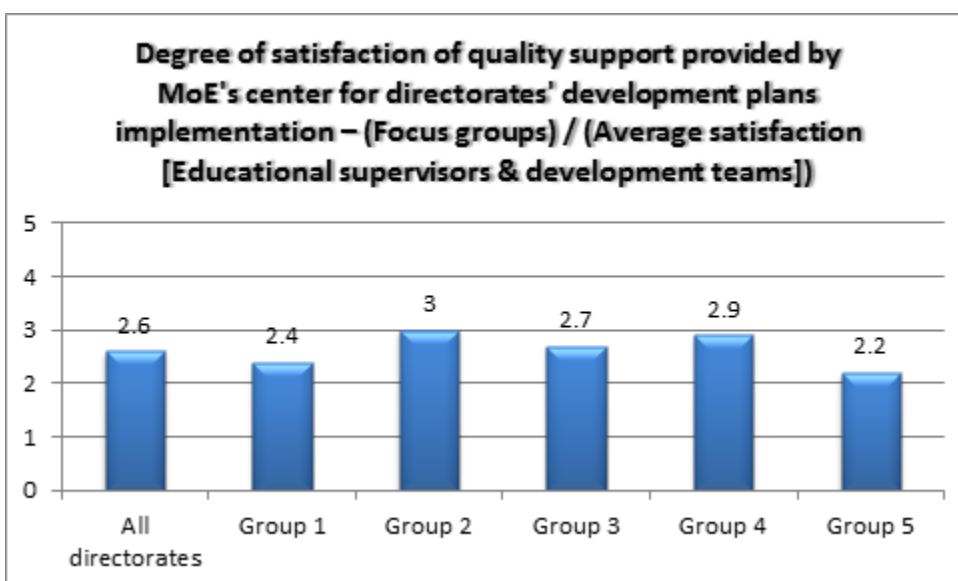 Degree of satisfaction of quality support provided by
MoE's center for directorates' development plans
implementation – (Focus groups) / (Average satisfaction
[Educational supervisors & development teams])
5
4
3
2
1
0
2.6
2.4
3
2.7
2.9
2.2
All
directorates
Group 1
Group 2
Group 3
Group 4
Group 5